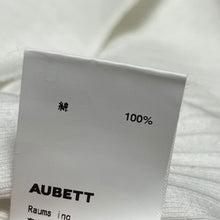 綿 100%
AUBETT
Raums inc